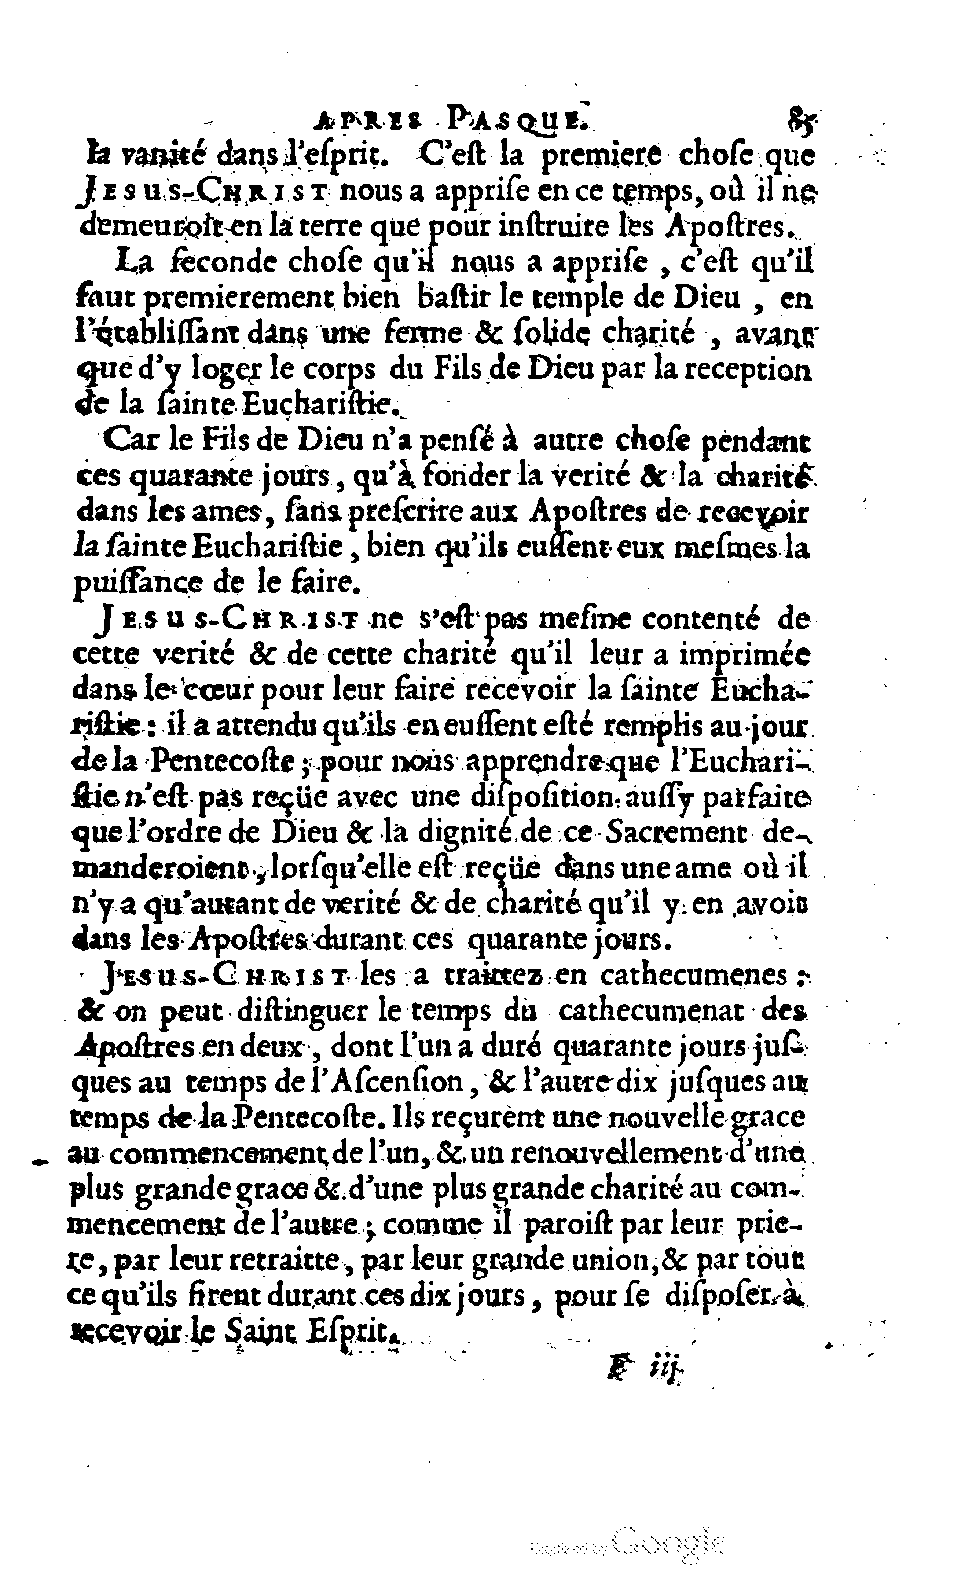 APRES PASQUE. 85
la vanité dans l'eſprit. C'eſt la premiere choſe que
JESUS-CHRIST nous a appriſe en ce temps, où il ne
demeuroit en la terre que pour inſtruire les Apoſtres.
La ſeconde choſe qu'il nous a appriſe, c'eſt qu'il
faut premierement bien baſtir le temple de Dieu, en
l'établiſſant dans une ferme & ſolide charité, avant
que d'y loger le corps du Fils de Dieu par la reception
de la ſainte Euchariſtie.
Car le Fils de Dieu n'a penſé à autre choſe pendant
ces quarante jours, qu'à fonder la verité & la charité
dans les ames, ſans preſcrire aux Apoſtres de recevoir
la ſainte Euchariſtie, bien qu'ils euſſent eux meſmes la
puiſſance de le faire.
JESUS-CHRIST ne s'eſt pas meſme contenté de
cette verité & de cette charité qu'il leur a imprimée
dans le cœur pour leur faire recevoir la ſainte Eucha-
riſtie : il a attendu qu'ils en euſſent eſté remplis au jour
de la Pentecoſte ; pour nous apprendre que l'Euchari-
ſtie n'eſt pas reçüe avec une diſpoſition auſſy parfaite
que l'ordre de Dieu & la dignité de ce Sacrement de-
manderoient, lorſqu'elle eſt reçüe dans une ame où il
n'y a qu'autant de verité & de charité qu'il y en avoit
dans les Apoſtres durant ces quarante jours.
JESUS-CHRIST les a traittez en cathecumenes :
& on peut diſtinguer le temps du cathecumenat des
Apoſtres en deux, dont l'un a duré quarante jours juſ-
ques au temps de l'Aſcenſion, & l'autre dix juſques au
temps de la Pentecoſte. Ils reçurent une nouvelle grace
au commencement de l'un, & un renouvellement d'une
plus grande grace & d'une plus grande charité au com-
mencement de l'autre ; comme il paroiſt par leur prie-
re, par leur retraitte, par leur grande union, & par tout
ce qu'ils firent durant ces dix jours, pour ſe diſpoſer à
recevoir le Saint Eſprit.
F iij
Google